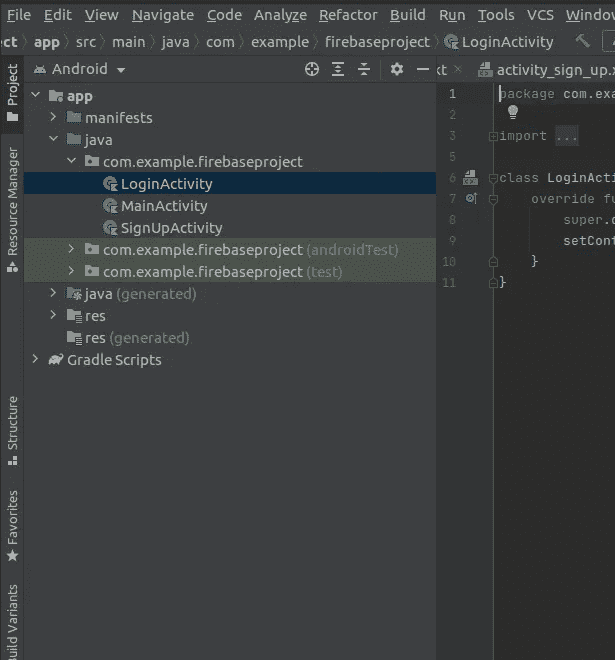 File Edit View Navigate Code Analyze Refactor Build Run Tools VCS Window
ct app src main java com example firebaseproject LoginActivity
Android
kt activity_sign_up.x
Project
Resource Manager
Structure
Favorites
Build Variants
app
manifests
java
com.example.firebaseproject
LoginActivity
MainActivity
SignUpActivity
com.example.firebaseproject (androidTest)
com.example.firebaseproject (test)
java (generated)
res
res (generated)
Gradle Scripts
1 package com.exa
2
3 import ...
5
6 class LoginActi
7 override fu
8 super.o
9 setCont
10 }
11 }